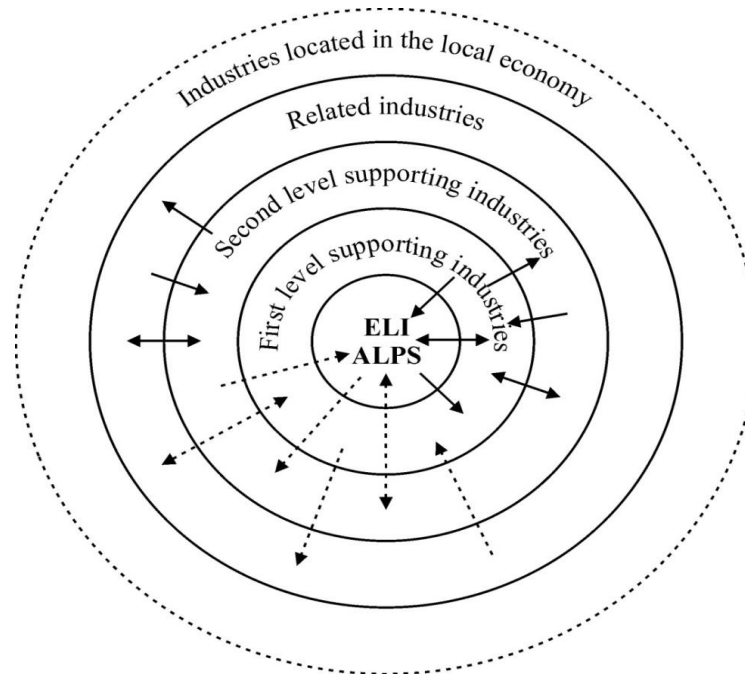 Industries located in the local economy
Related industries
Second level supporting industries
First level supporting industries
ELI
ALPS